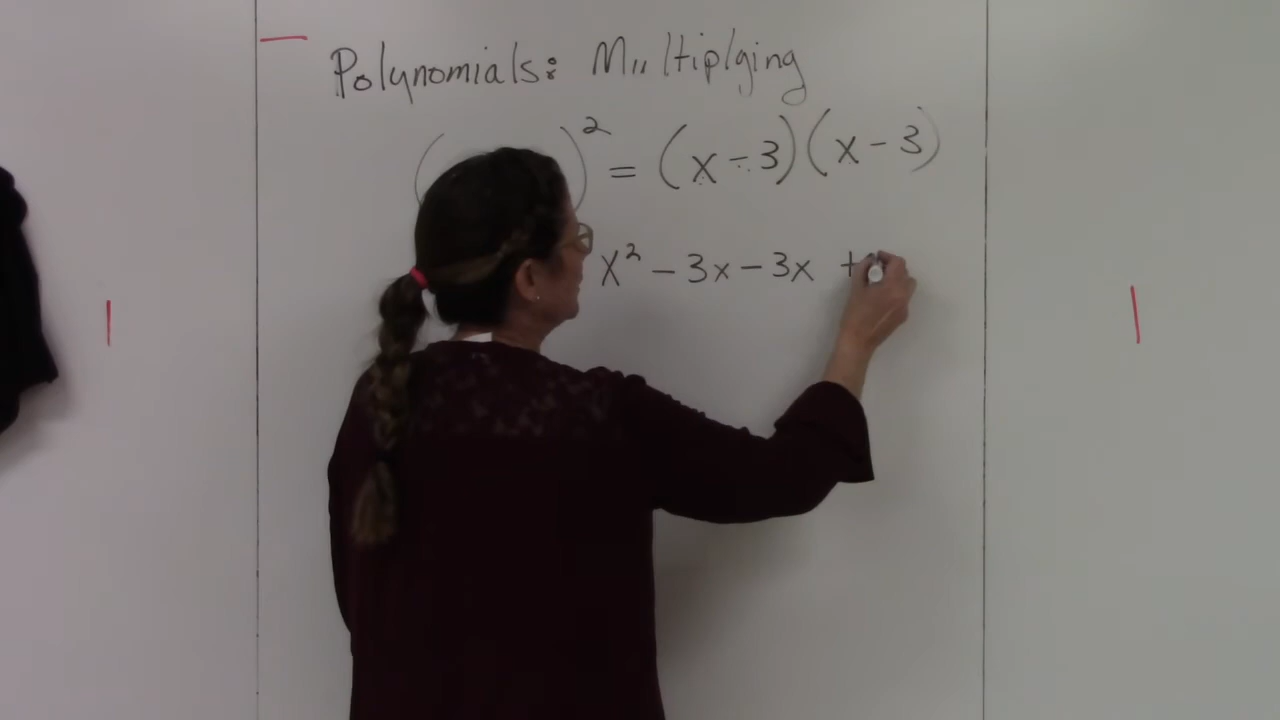 Polynomials: Multiplying
( )² = (x - 3)(x - 3)
x² - 3x - 3x +